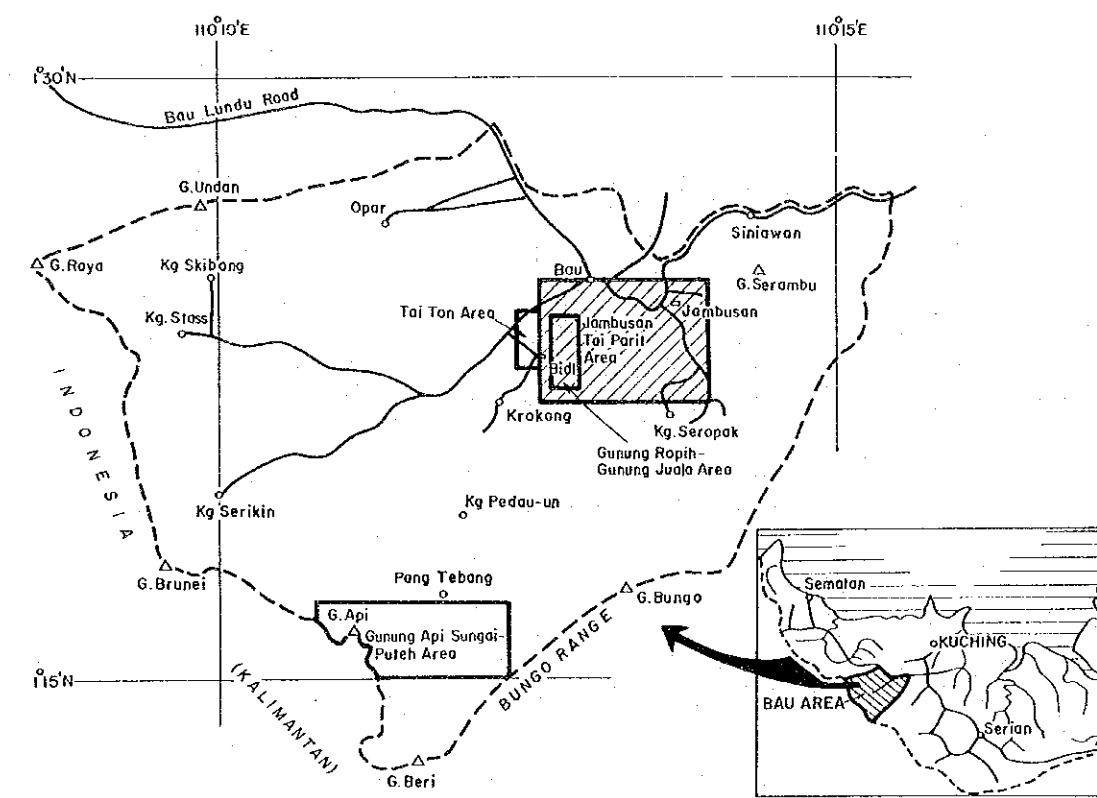 110°10'E
110°15'E
1°30'N
Bau Lundu Road
G.Undan
Opar
Siniawan
G.Raya
Kg Skibang
Bau
G.Serambu
Tai Ton Area
Jambusan
Kg.Stass
Jambusan
Tai Parit
Area
Bidi
Krokong
Kg.Seropak
Gunung Ropih-
Gunung Juala Area
INDONESIA
Kg Serikin
Kg Pedau-un
G.Brunei
Pang Tebang
G.Bungo
G.Api
Gunung Api Sungai-
Puteh Area
1°15'N
(KALIMANTAN)
BUNGO RANGE
G.Beri
Sematan
KUCHING
BAU AREA
Serian